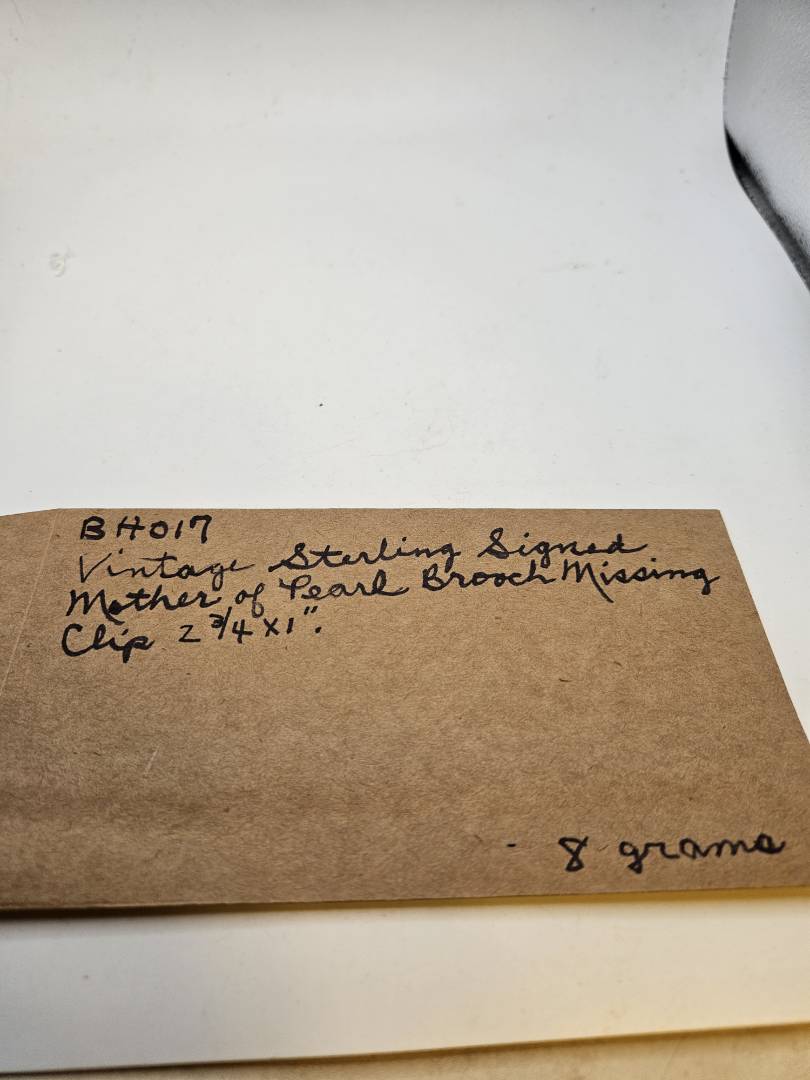 BH017
Vintage Sterling Signed
Mother of Pearl Brooch Missing
Clip 2 3/4 x 1".
- 8 grams